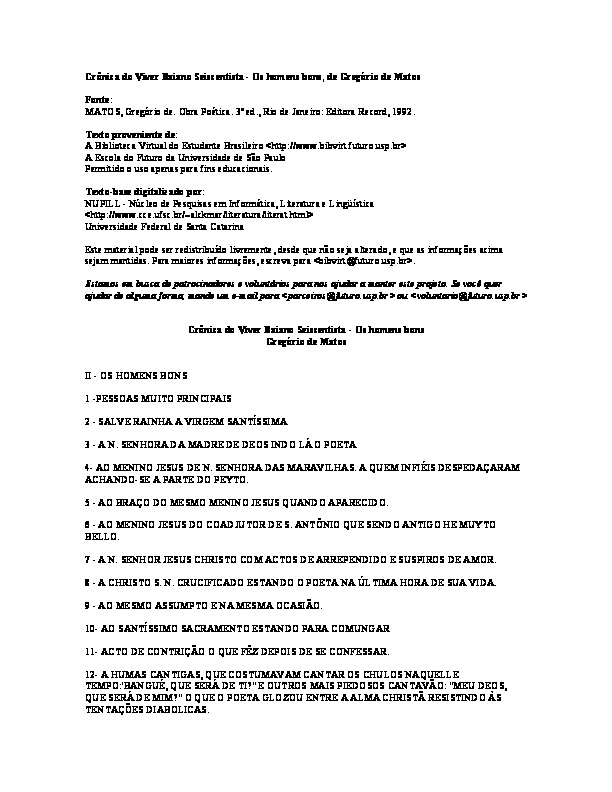 Crônica do Viver Baiano Seiscentista - Os homens bons, de Gregório de Matos
Fonte:
MATOS, Gregório de. Obra Poética. 3ª ed., Rio de Janeiro: Editora Record, 1992.
Texto proveniente de:
A Biblioteca Virtual do Estudante Brasileiro <http://www.bibvirt.futuro.usp.br>
A Escola do Futuro da Universidade de São Paulo
Permitido o uso apenas para fins educacionais.
Texto-base digitalizado por:
NUPILL - Núcleo de Pesquisas em Informática, Literatura e Lingüística
<http://www.cce.ufsc.br/~alckmar/literatura/literat.html>
Universidade Federal de Santa Catarina
Este material pode ser redistribuído livremente, desde que não seja alterado, e que as informações acima
sejam mantidas. Para maiores informações, escreva para <bibvirt@futuro.usp.br>.
Estamos em busca de patrocinadores e voluntários para nos ajudar a manter este projeto. Se você quer
ajudar de alguma forma, mande um e-mail para <parceiros@futuro.usp.br> ou <voluntario@futuro.usp.br>
Crônica do Viver Baiano Seiscentista - Os homens bons
Gregório de Matos
II - OS HOMENS BONS
1 -PESSOAS MUITO PRINCIPAIS
2 - SALVE RAINHA A VIRGEM SANTÍSSIMA
3 - A N. SENHORA DA MADRE DE DEOS INDO LÁ O POETA
4- AO MENINO JESUS DE N. SENHORA DAS MARAVILHAS. A QUEM INFIÉIS DESPEDAÇARAM
ACHANDO-SE A PARTE DO PEYTO.
5 - AO BRAÇO DO MESMO MENINO JESUS QUANDO APARECIDO.
6 - AO MENINO JESUS DO COADJUTOR DE S. ANTÔNIO QUE SENDO ANTIGO HE MUYTO
BELLO.
7 - A N. SENHOR JESUS CHRISTO COM ACTOS DE ARREPENDIDO E SUSPIROS DE AMOR.
8 - A CHRISTO S. N. CRUCIFICADO ESTANDO O POETA NA ÚLTIMA HORA DE SUA VIDA.
9 - AO MESMO ASSUMPTO E NA MESMA OCASIÃO.
10- AO SANTÍSSIMO SACRAMENTO ESTANDO PARA COMUNGAR
11- ACTO DE CONTRIÇÃO O QUE FÊZ DEPOIS DE SE CONFESSAR.
12- A HUMAS CANTIGAS, QUE COSTUMAVAM CANTAR OS CHULOS NAQUELLE
TEMPO:"BANGUÉ, QUE SERÁ DE TI?" E OUTROS MAIS PIEDOSOS CANTAVÃO: "MEU DEOS,
QUE SERÁ DE MIM?" O QUE O POETA GLOZOU ENTRE A ALMA CHRISTÃ RESISTINDO ÀS
TENTAÇÕES DIABOLICAS.